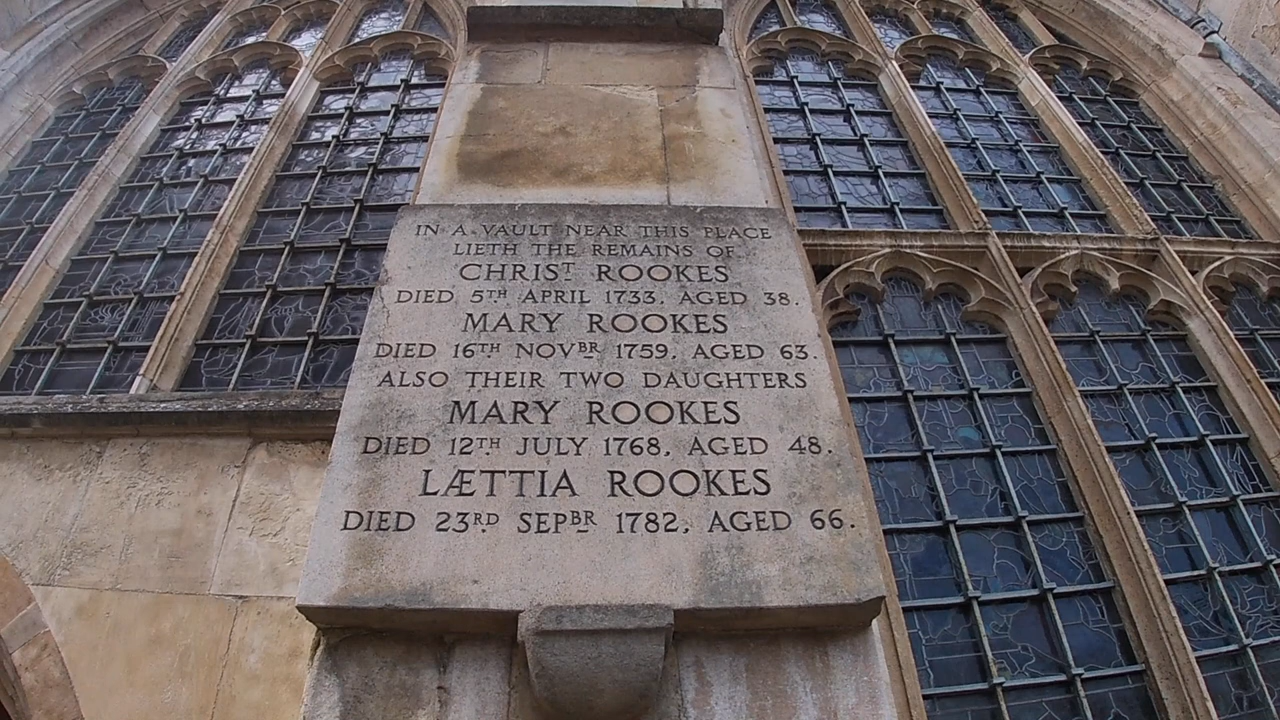 IN A VAULT NEAR THIS PLACE
LIETH THE REMAINS OF
CHRISᵀ ROOKES
DIED 5ᵀᴴ APRIL 1733, AGED 38.
MARY ROOKES
DIED 16ᵀᴴ NOVᴮᴿ 1759, AGED 63.
ALSO THEIR TWO DAUGHTERS
MARY ROOKES
DIED 12ᵀᴴ JULY 1768, AGED 48.
LÆTTIA ROOKES
DIED 23ᴿᴰ SEPᴮᴿ 1782, AGED 66.